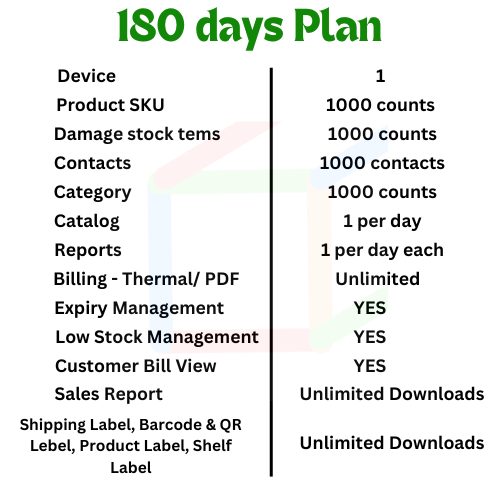 180 days Plan
Device 1
Product SKU 1000 counts
Damage stock tems 1000 counts
Contacts 1000 contacts
Category 1000 counts
Catalog 1 per day
Reports 1 per day each
Billing - Thermal/ PDF Unlimited
Expiry Management YES
Low Stock Management YES
Customer Bill View YES
Sales Report Unlimited Downloads
Shipping Label, Barcode & QR
Lebel, Product Label, Shelf
Label
Unlimited Downloads